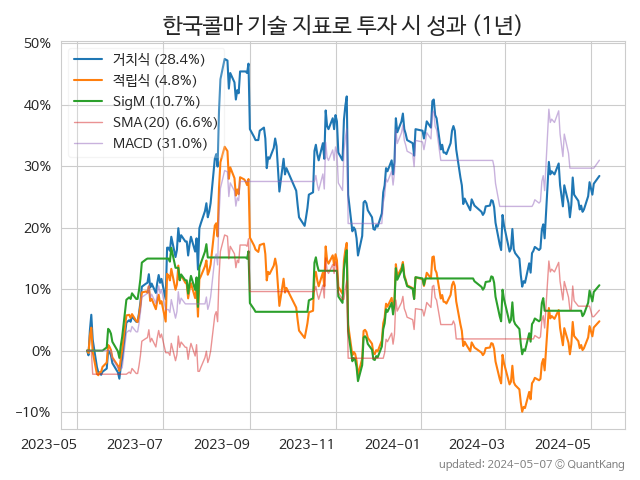 한국콜마 기술 지표로 투자 시 성과 (1년)
50%
40%
30%
20%
10%
0%
−10%
거치식 (28.4%)
적립식 (4.8%)
SigM (10.7%)
SMA(20) (6.6%)
MACD (31.0%)
2023-05 2023-07 2023-09 2023-11 2024-01 2024-03 2024-05
updated: 2024-05-07 © QuantKang